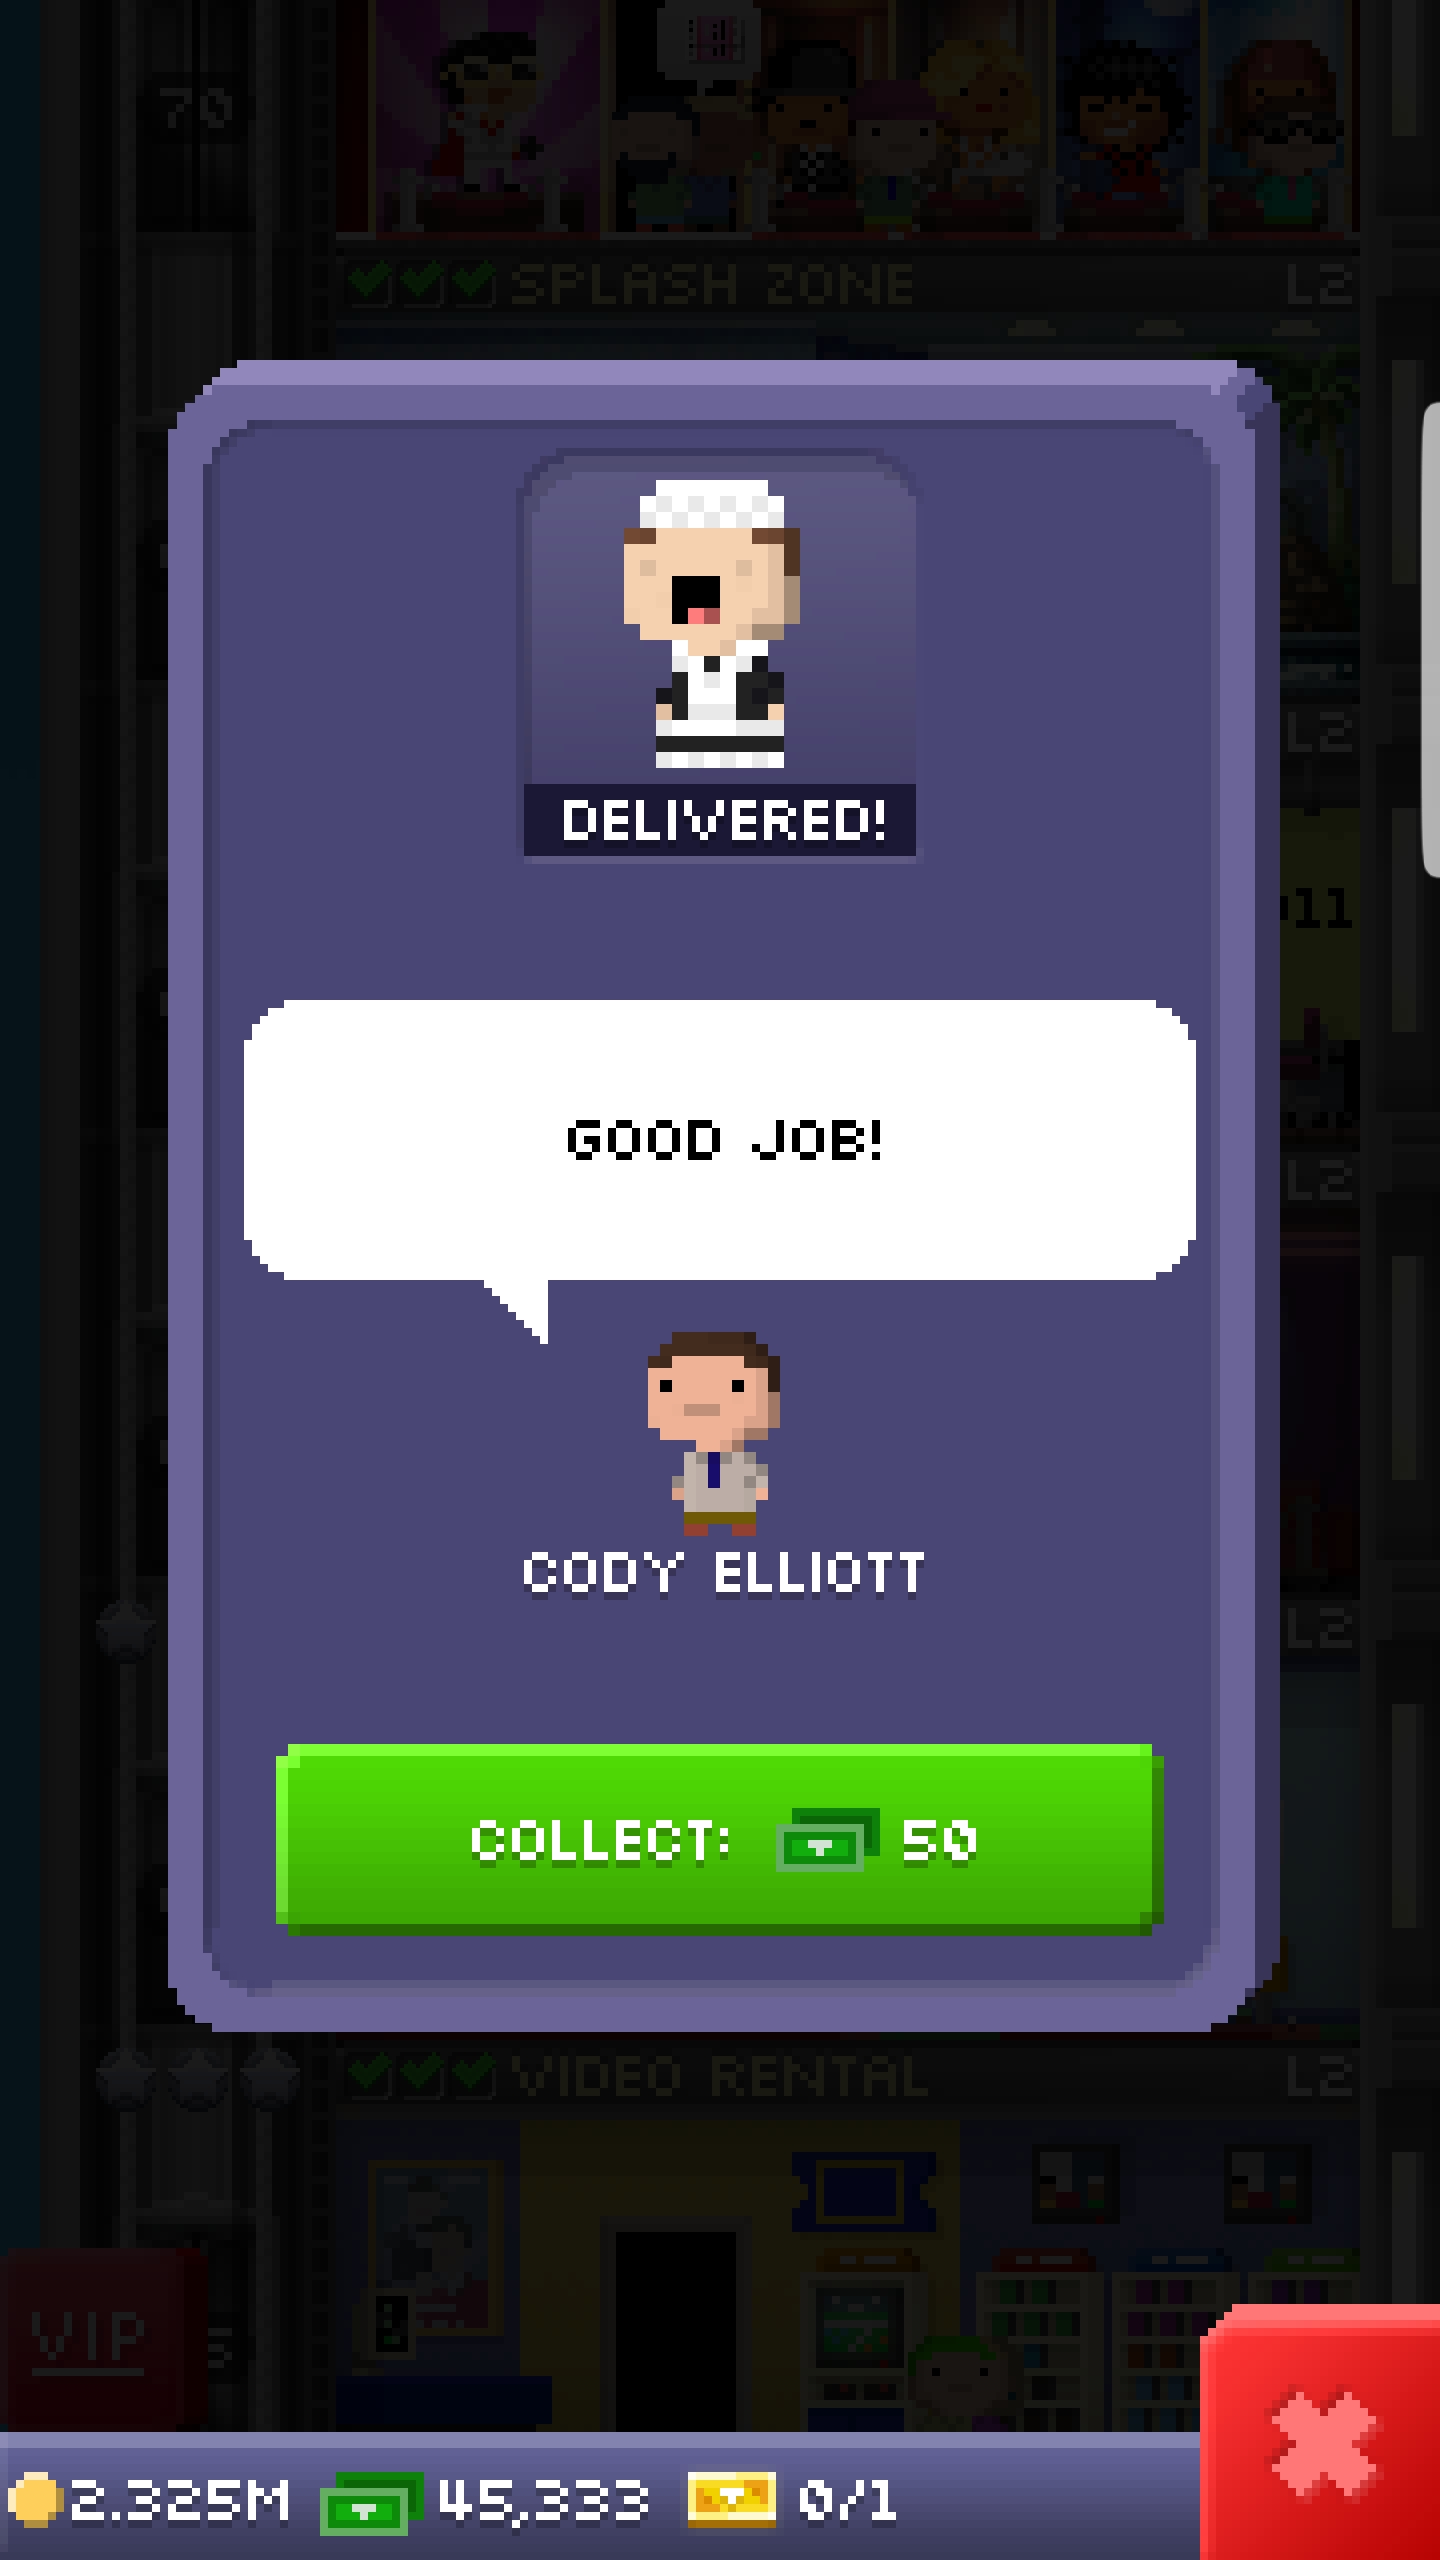 70
SPLASH ZONE L2
DELIVERED!
L2
11
GOOD JOB!
L2
CODY ELLIOTT
L2
COLLECT: 50
VIDEO RENTAL L2
VIP
2.325M 45,333 0/1